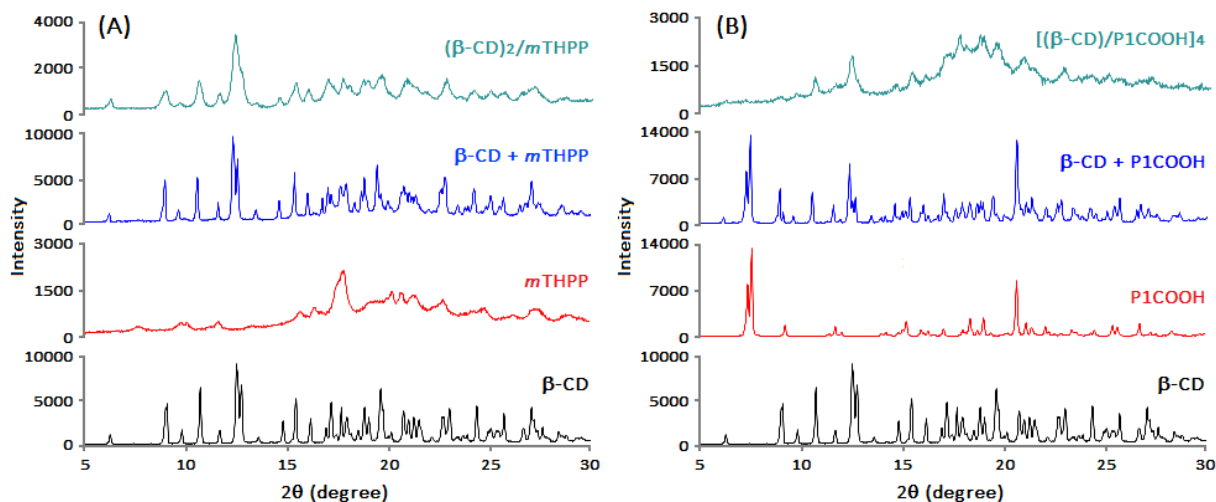 (A)
4000
2000
0
(β-CD)2/mTHPP
10000
5000
0
β-CD + mTHPP
3000
1500
0
mTHPP
10000
5000
0
β-CD
5 10 15 20 25 30
2θ (degree)
Intensity
(B)
3000
1500
0
[(β-CD)/P1COOH]4
14000
7000
0
β-CD + P1COOH
14000
7000
0
P1COOH
10000
5000
0
β-CD
5 10 15 20 25 30
2θ (degree)
Intensity